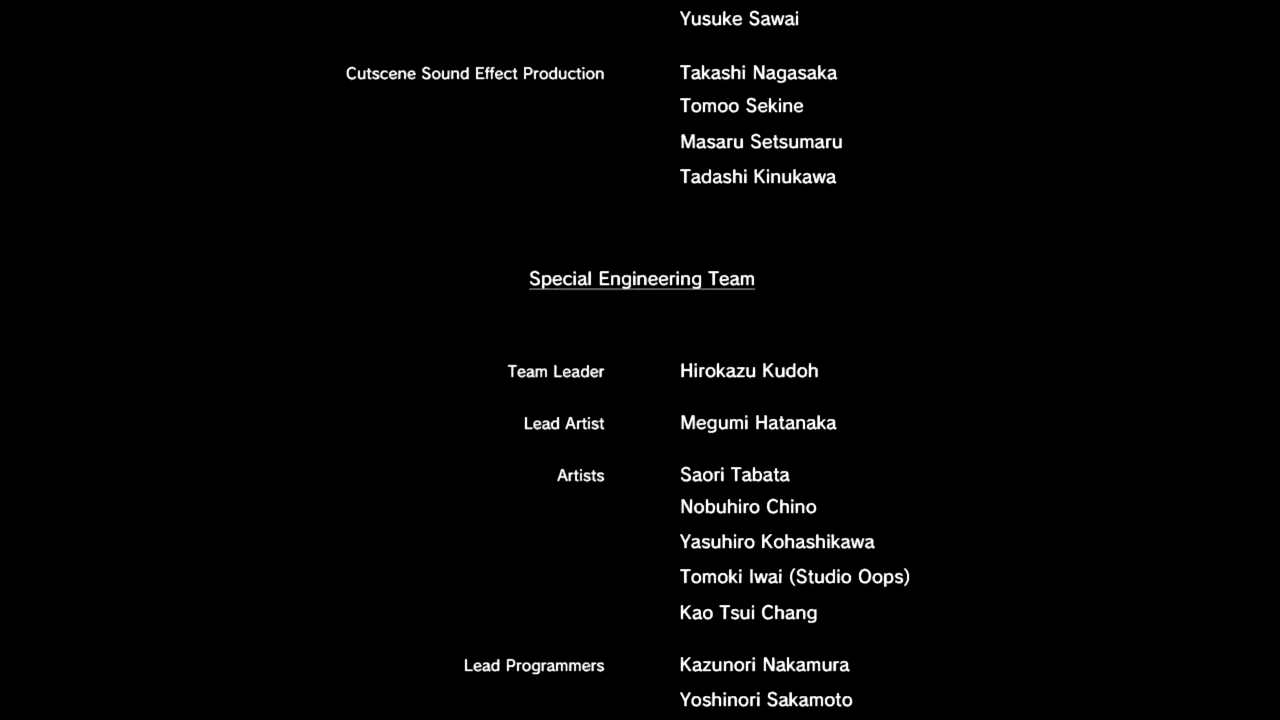 Yusuke Sawai
Cutscene Sound Effect Production Takashi Nagasaka
Tomoo Sekine
Masaru Setsumaru
Tadashi Kinukawa
Special Engineering Team
Team Leader Hirokazu Kudoh
Lead Artist Megumi Hatanaka
Artists Saori Tabata
Nobuhiro Chino
Yasuhiro Kohashikawa
Tomoki Iwai (Studio Oops)
Kao Tsui Chang
Lead Programmers Kazunori Nakamura
Yoshinori Sakamoto